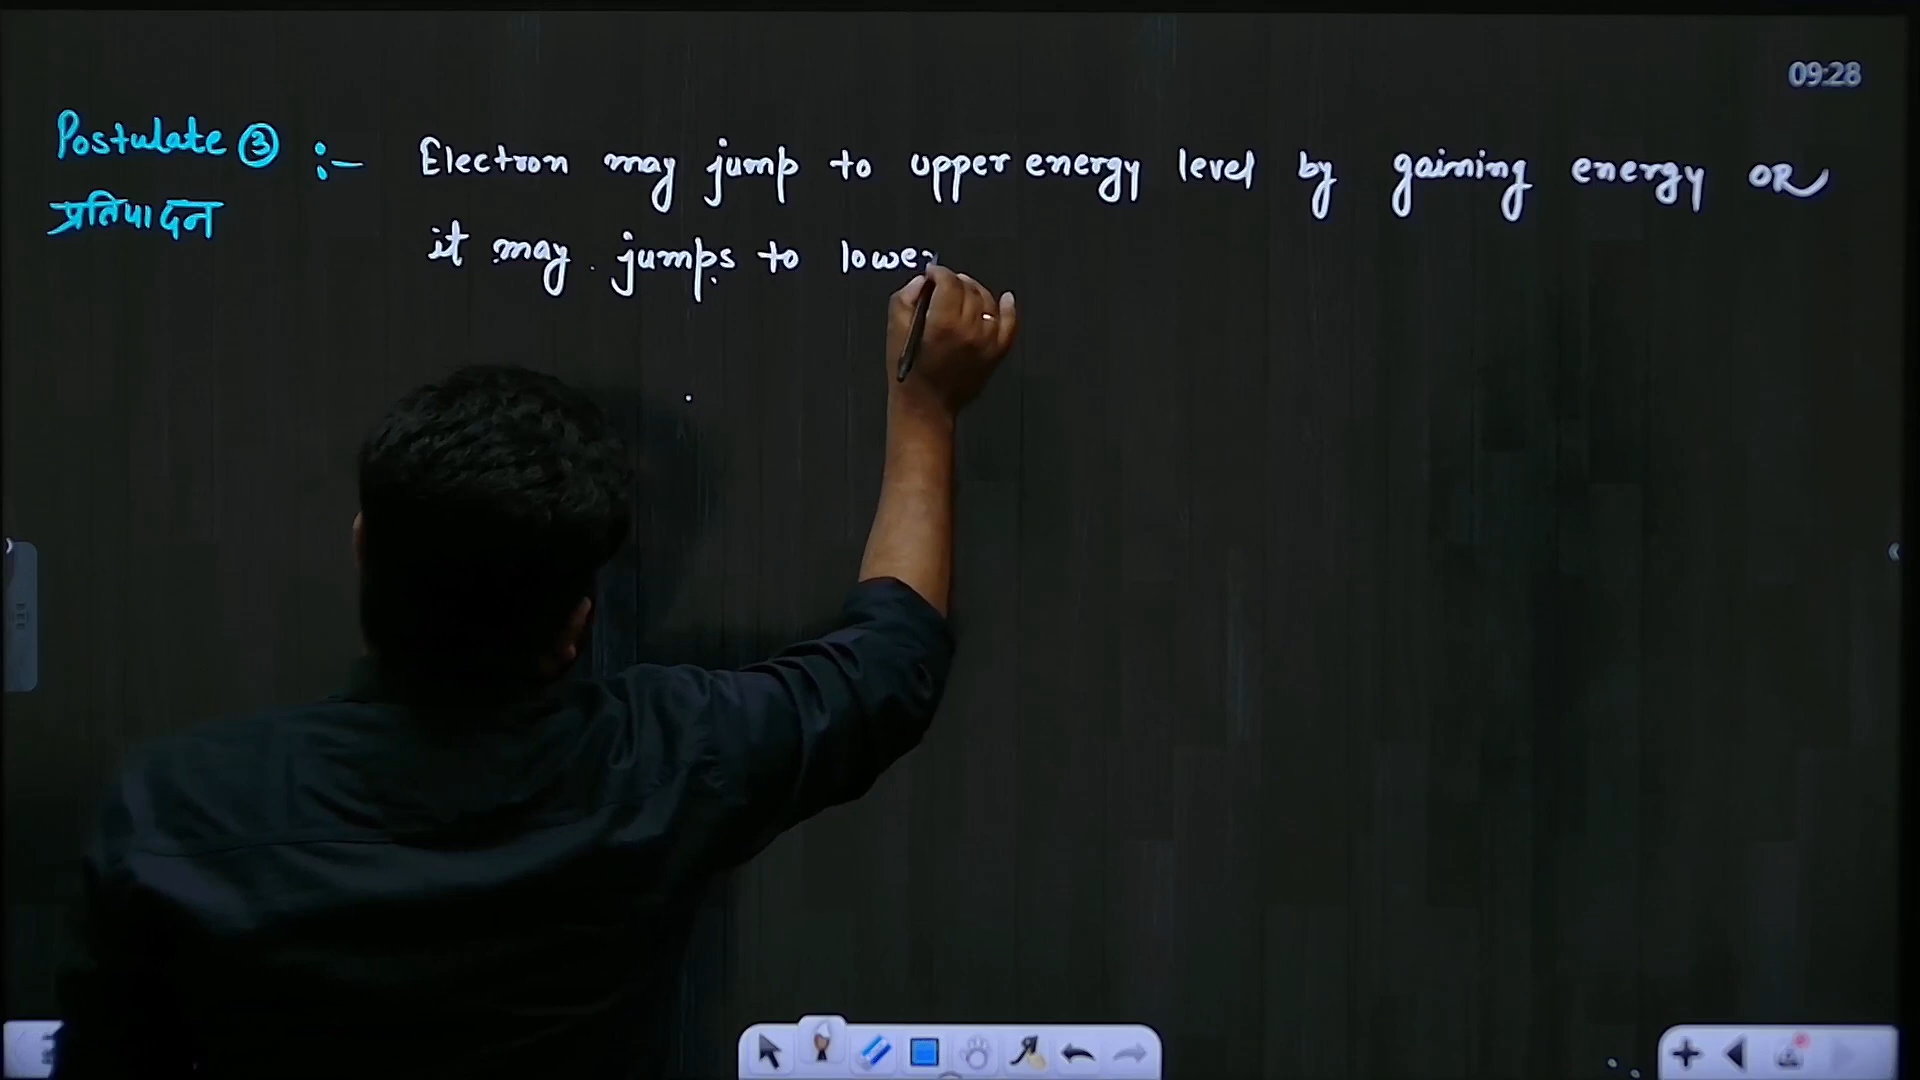 09:28
Postulate ③ :- Electron may jump to upper energy level by gaining energy OR
प्रतिपादन
it may jumps to lower